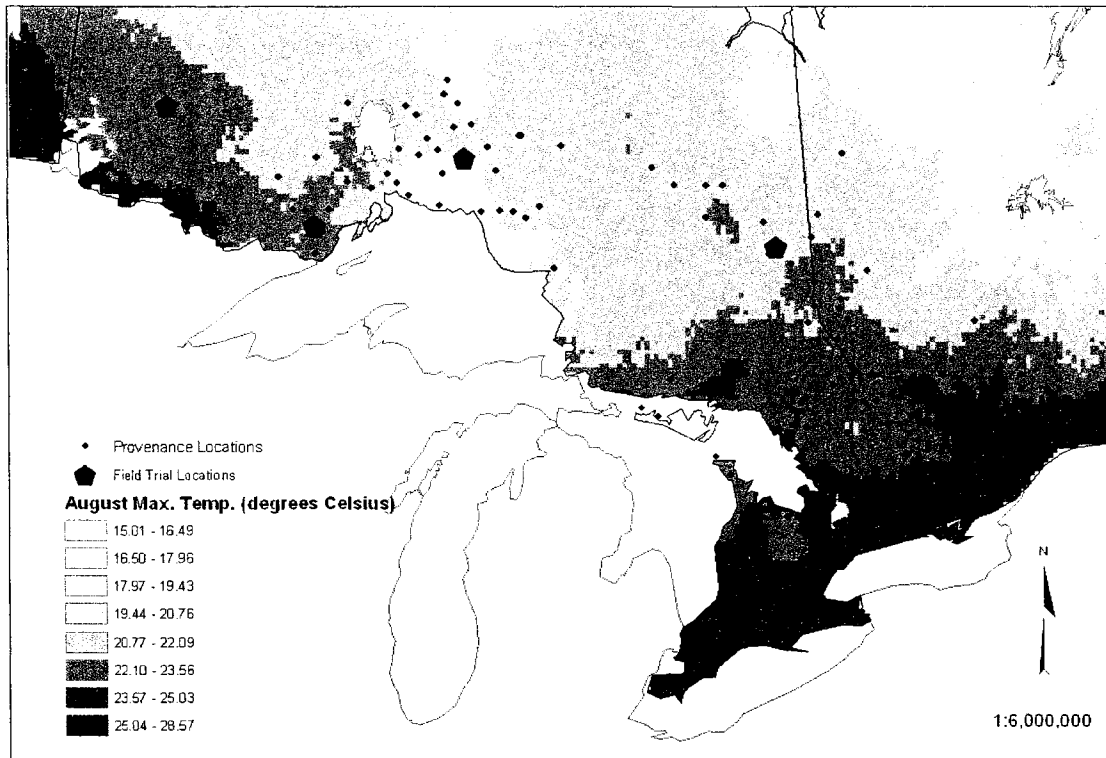 Provenance Locations
Field Trial Locations
August Max. Temp. (degrees Celsius)
15.01 - 16.49
16.50 - 17.96
17.97 - 19.43
19.44 - 20.76
20.77 - 22.09
22.10 - 23.56
23.57 - 25.03
25.04 - 28.57
N
1:6,000,000